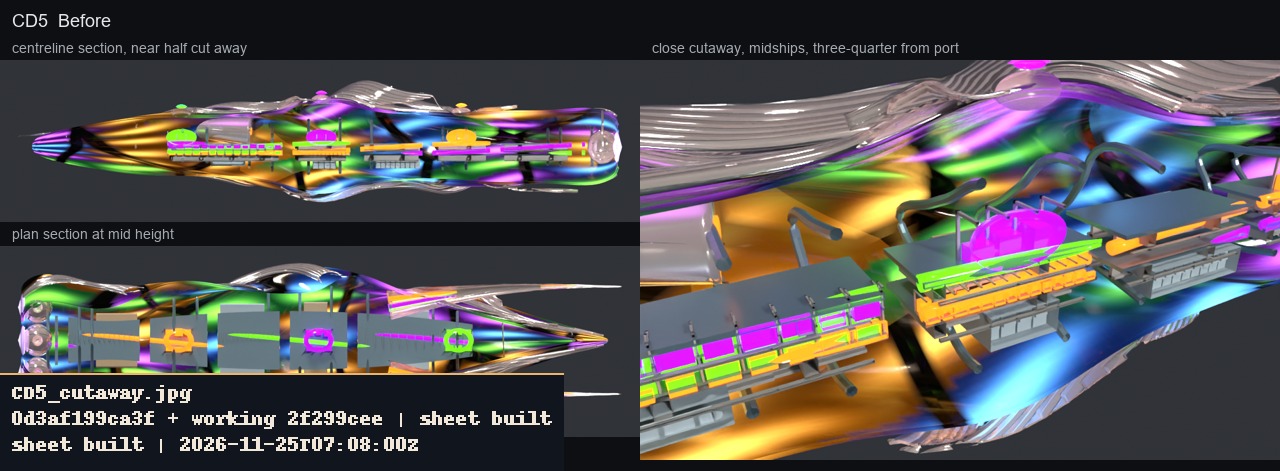 CD5 Before
centreline section, near half cut away
close cutaway, midships, three-quarter from port
plan section at mid height
CD5_cutaway.jpg
0d3af199ca3f + working 2f299cee | sheet built
sheet built | 2026-11-25T07:08:00Z